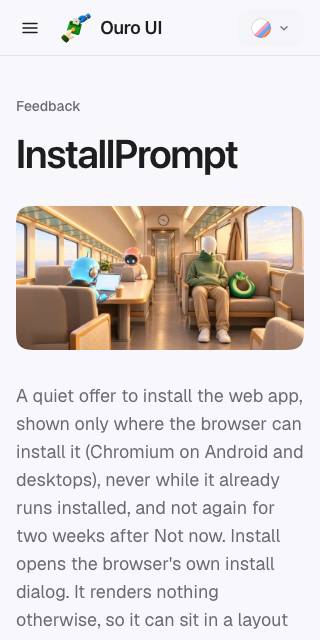 Ouro UI
Feedback
InstallPrompt
A quiet offer to install the web app,
shown only where the browser can
install it (Chromium on Android and
desktops), never while it already
runs installed, and not again for
two weeks after Not now. Install
opens the browser's own install
dialog. It renders nothing
otherwise, so it can sit in a layout